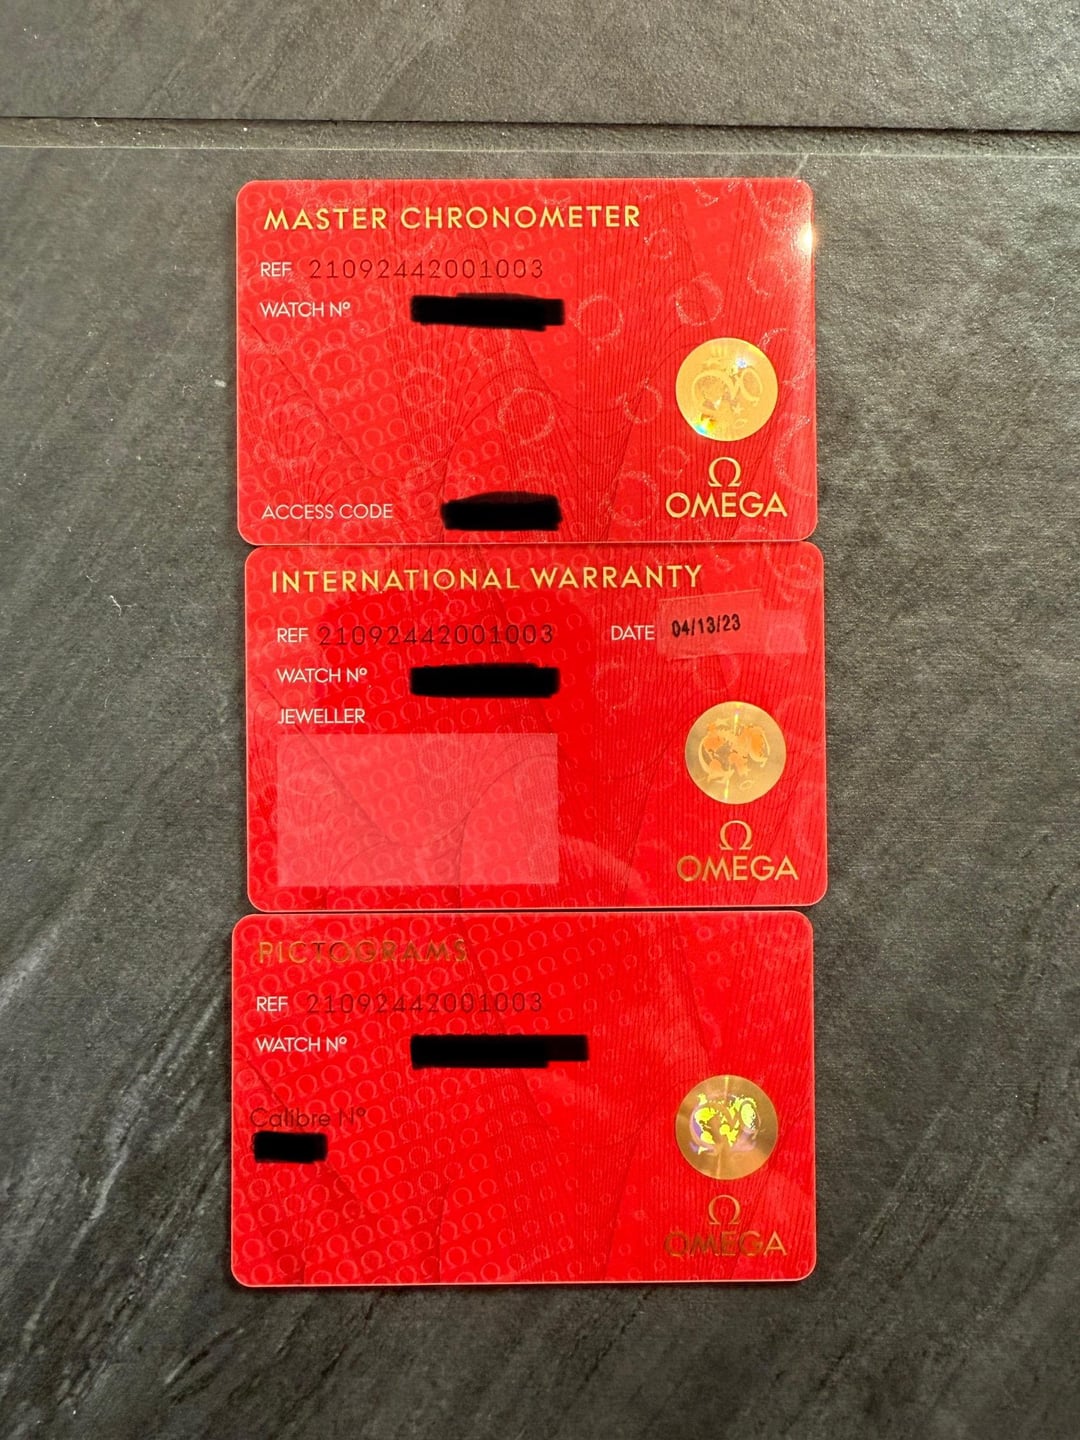 MASTER CHRONOMETER
REF 21092442001003
WATCH Nº
ACCESS CODE
Ω
OMEGA
INTERNATIONAL WARRANTY
REF 21092442001003 DATE 04/13/23
WATCH Nº
JEWELLER
Ω
OMEGA
PICTOGRAMS
REF 21092442001003
WATCH Nº
Calibre Nº
Ω
OMEGA